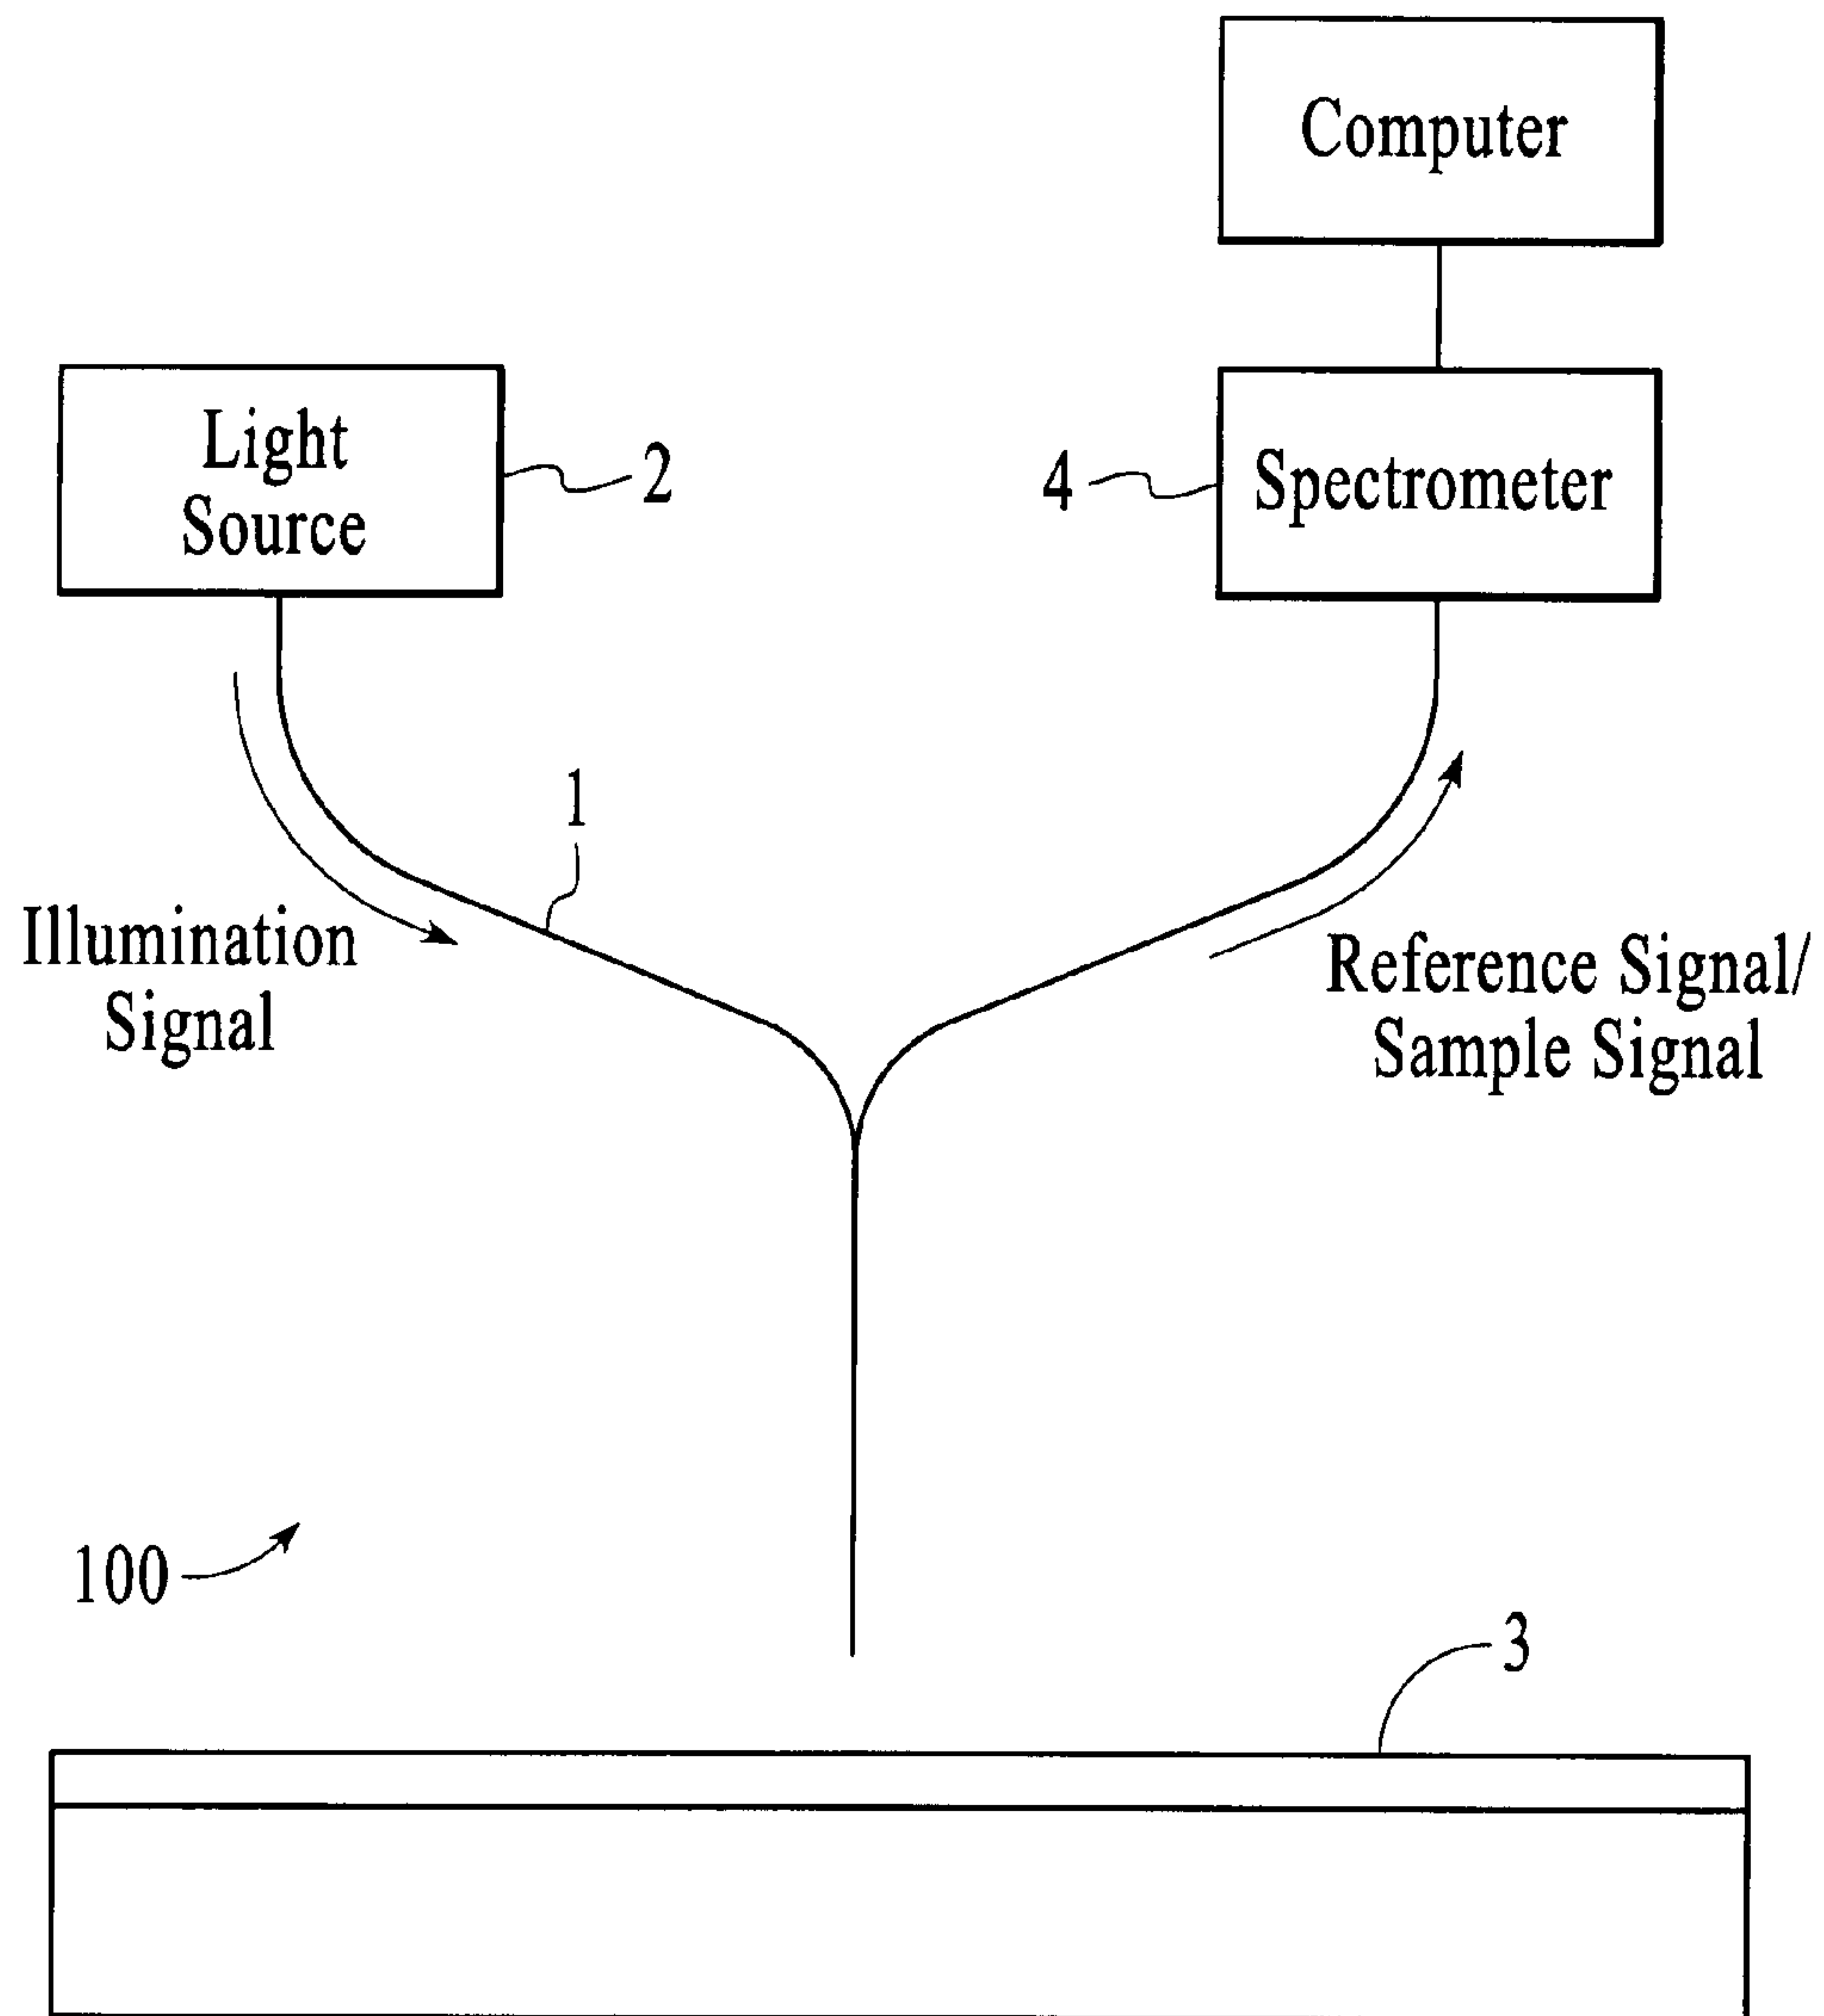 Computer
Light
Source
2
4
Spectrometer
1
Illumination
Signal
Reference Signal/
Sample Signal
100
3